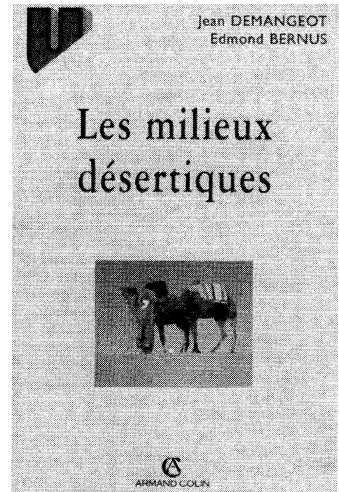 Jean DEMANGEOT
Edmond BERNUS
Les milieux
désertiques
ARMAND COLIN